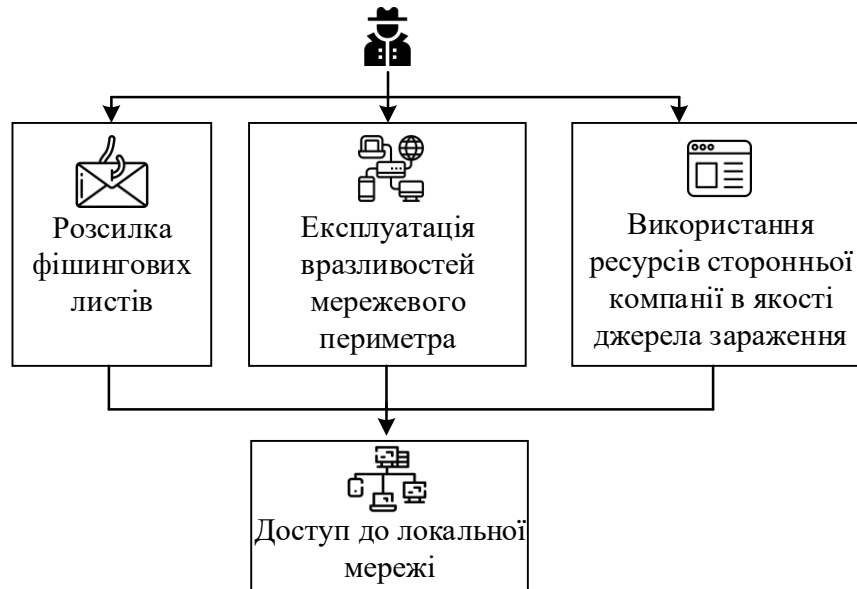 Розсилка
фішингових
листів
Експлуатація
вразливостей
мережевого
периметра
Використання
ресурсів сторонньої
компанії в якості
джерела зараження
Доступ до локальної
мережі